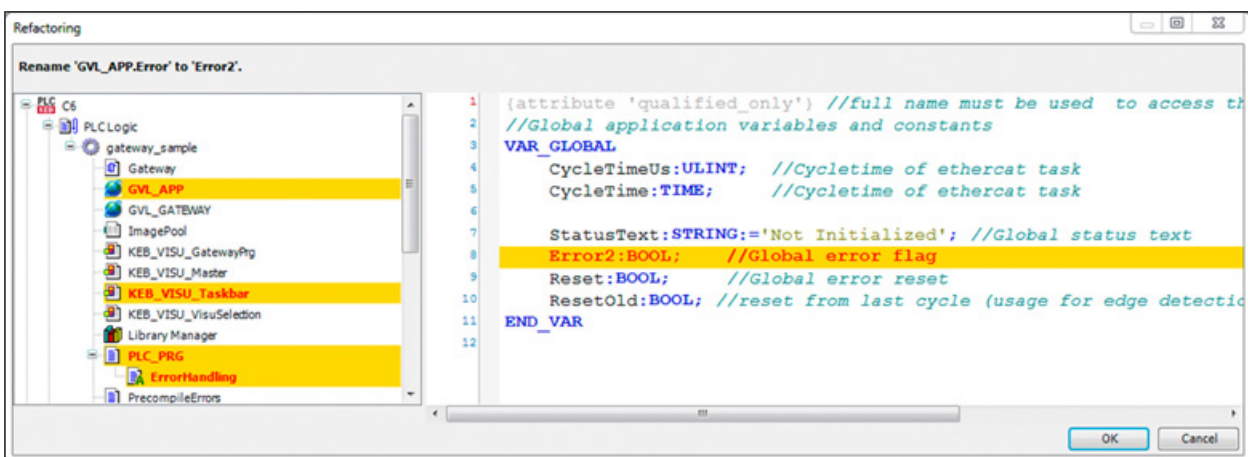 Refactoring
Rename 'GVL_APP.Error' to 'Error2'.
PLC
KEB
C6
PLCLogic
gateway_sample
Gateway
GVL_APP
GVL_GATEWAY
ImagePool
KEB_VISU_GatewayPrg
KEB_VISU_Master
KEB_VISU_Taskbar
KEB_VISU_VisuSelection
Library Manager
PLC_PRG
ErrorHandling
PrecompileErrors
1 {attribute 'qualified_only'} //full name must be used to access th
2 //Global application variables and constants
3 VAR_GLOBAL
4 CycleTimeUs:ULINT; //Cycletime of ethercat task
5 CycleTime:TIME; //Cycletime of ethercat task
6
7 StatusText:STRING:='Not Initialized'; //Global status text
8 Error2:BOOL; //Global error flag
9 Reset:BOOL; //Global error reset
10 ResetOld:BOOL; //reset from last cycle (usage for edge detectio
11 END_VAR
12
OK Cancel